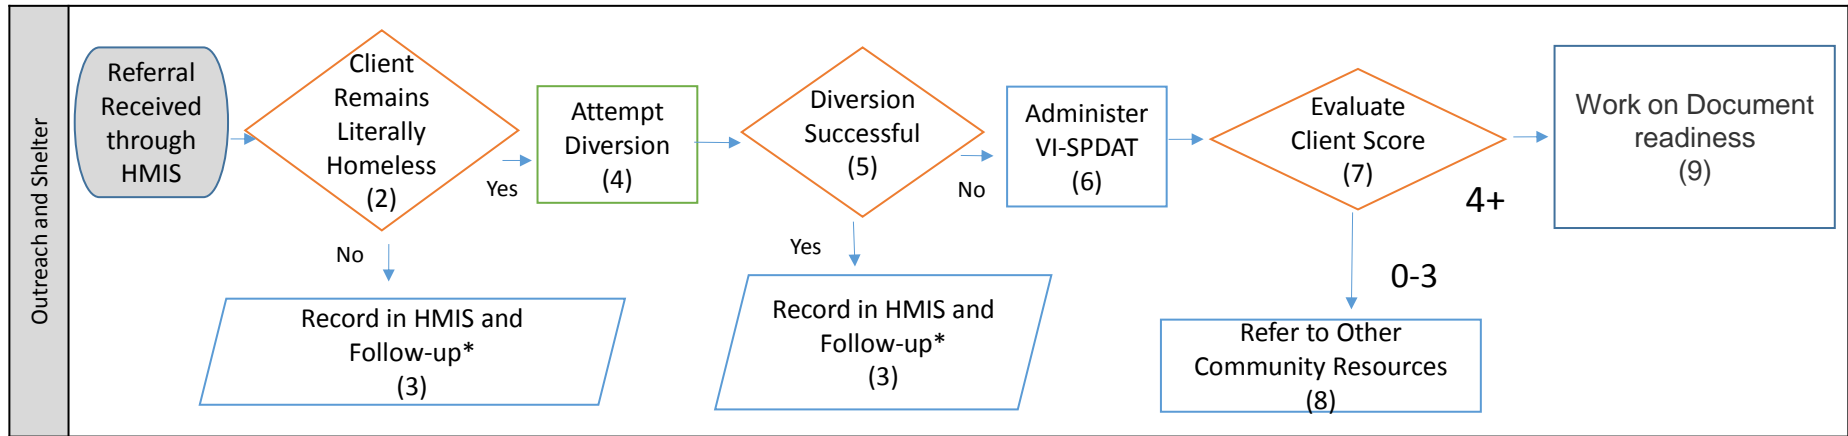 Outreach and Shelter
Referral
Received
through
HMIS
Client
Remains
Literally
Homeless
(2)
Yes
No
Record in HMIS and
Follow-up*
(3)
Attempt
Diversion
(4)
Diversion
Successful
(5)
No
Yes
Record in HMIS and
Follow-up*
(3)
Administer
VI-SPDAT
(6)
Evaluate
Client Score
(7)
4+
0-3
Refer to Other
Community Resources
(8)
Work on Document
readiness
(9)